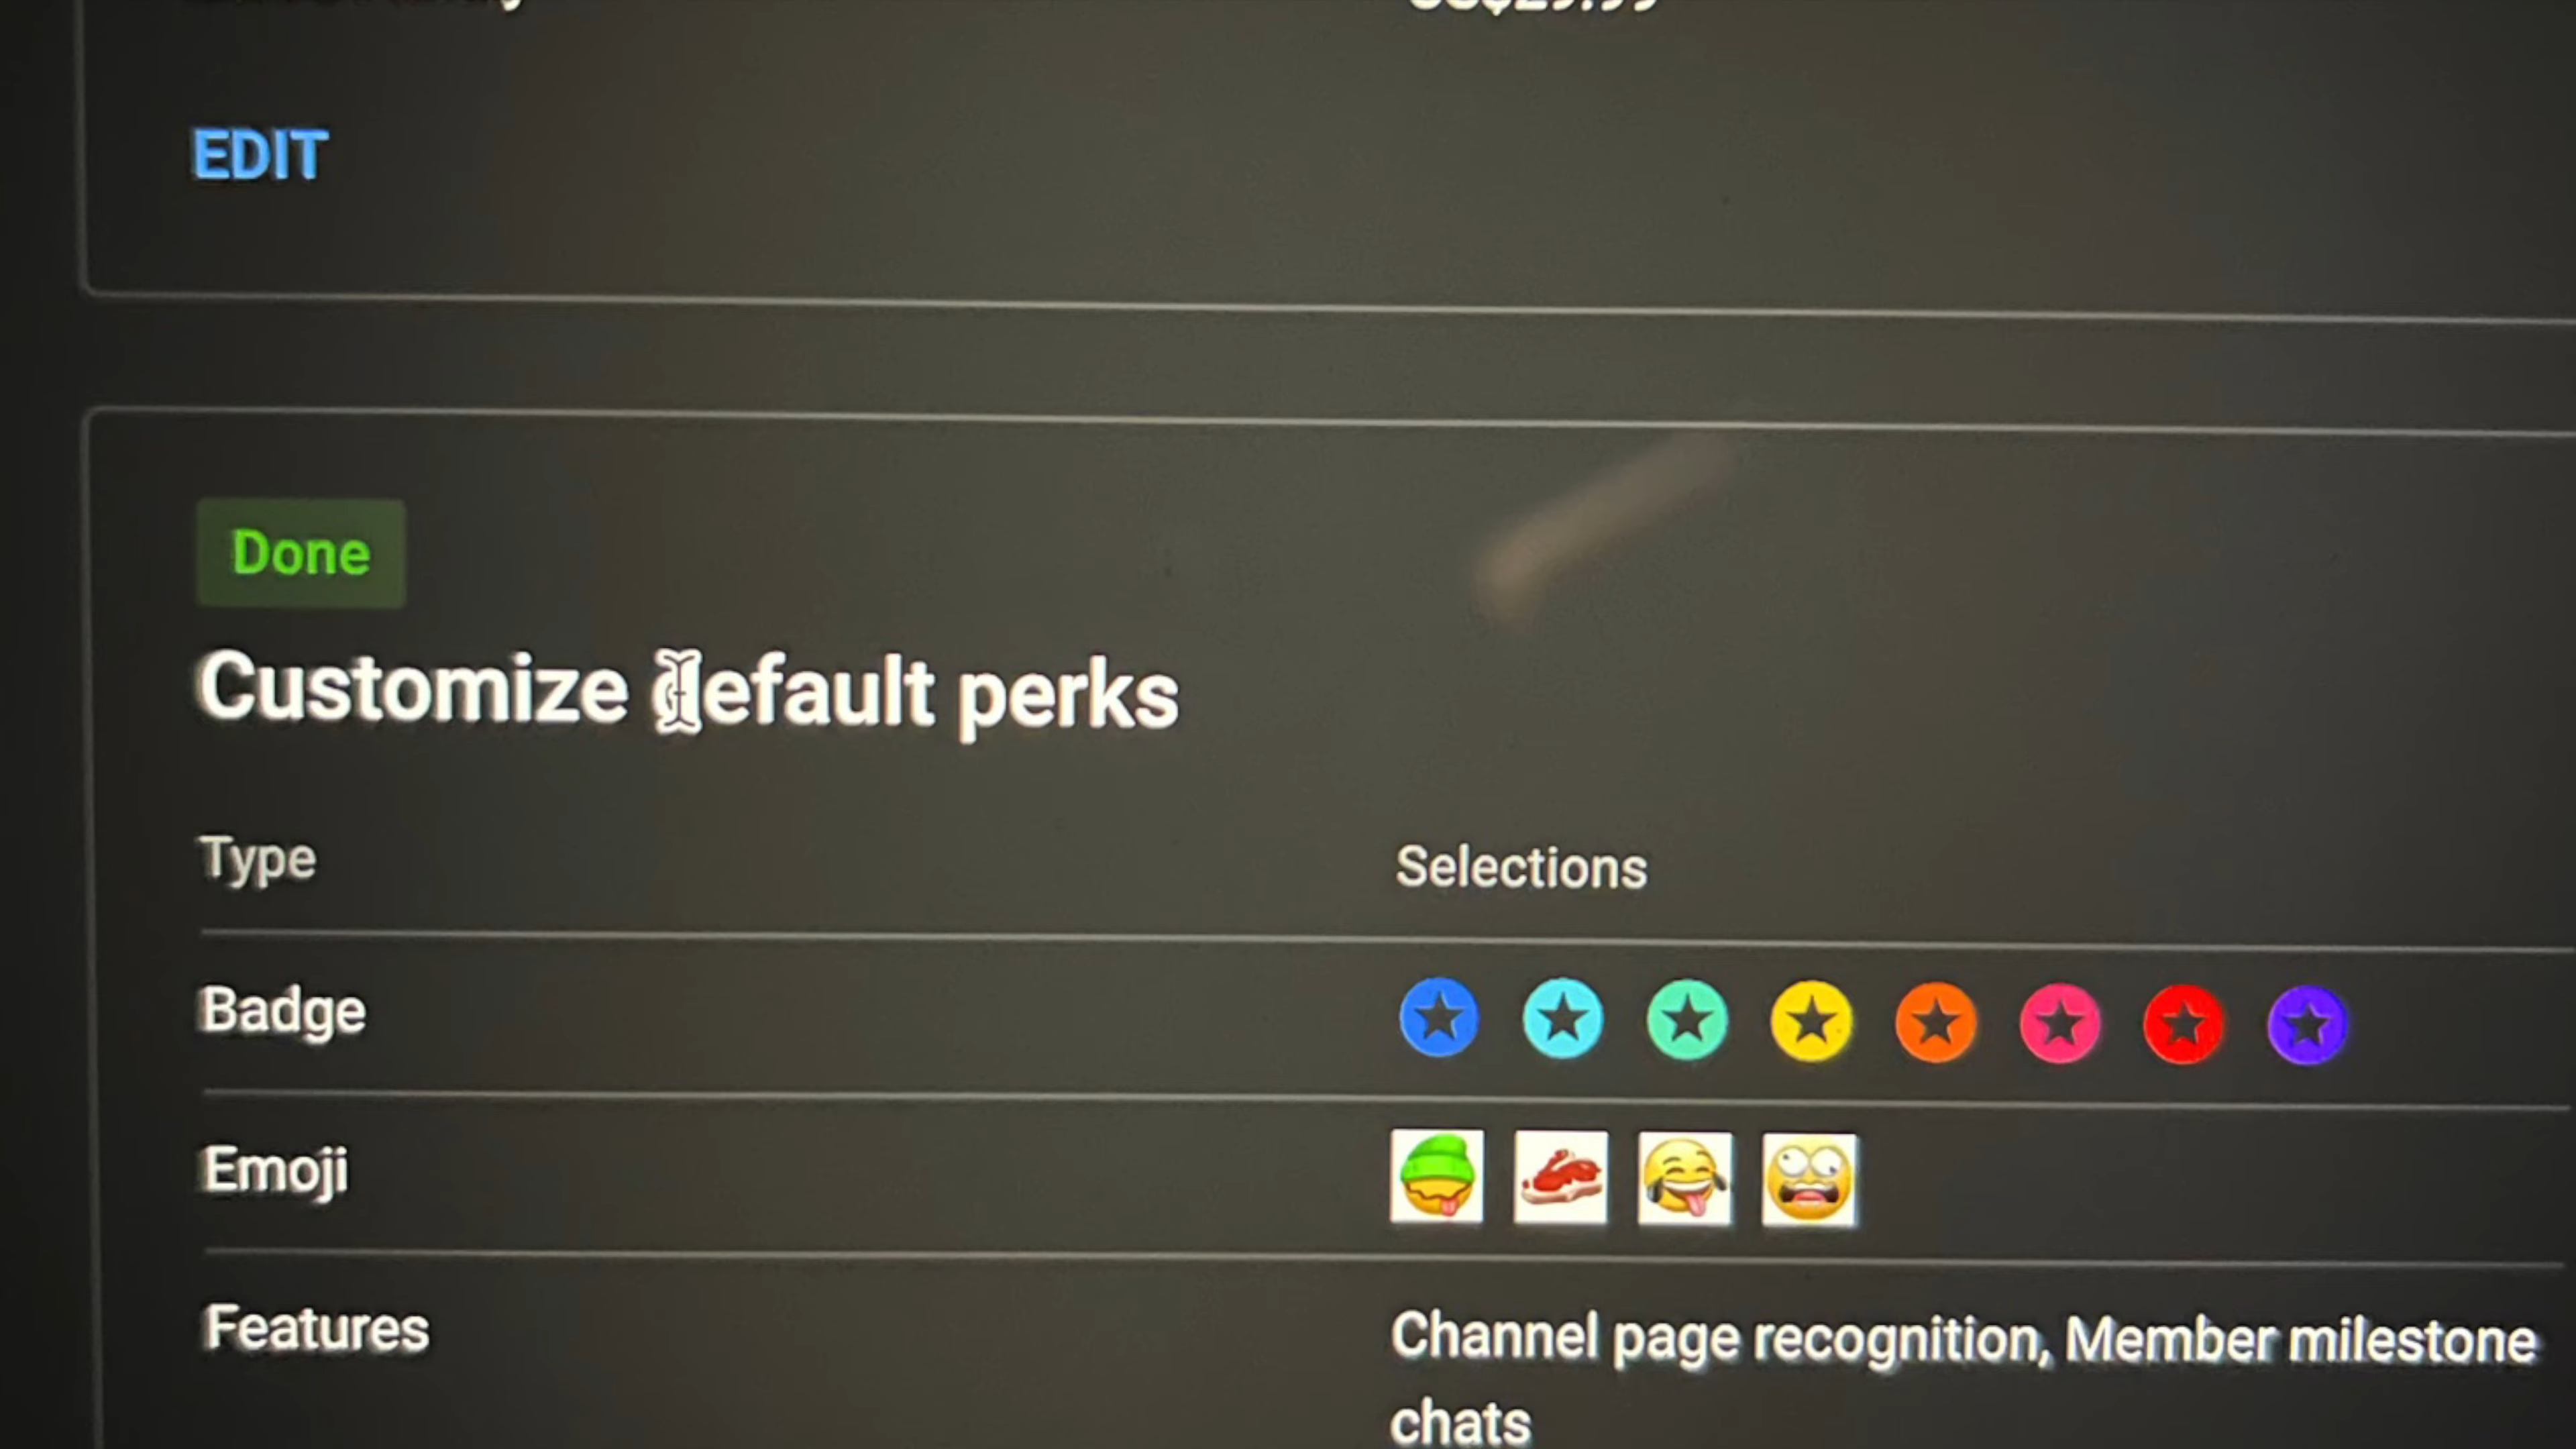 EDIT
Done
Customize default perks
Type
Selections
Badge
Emoji
Features
Channel page recognition, Member milestone
chats